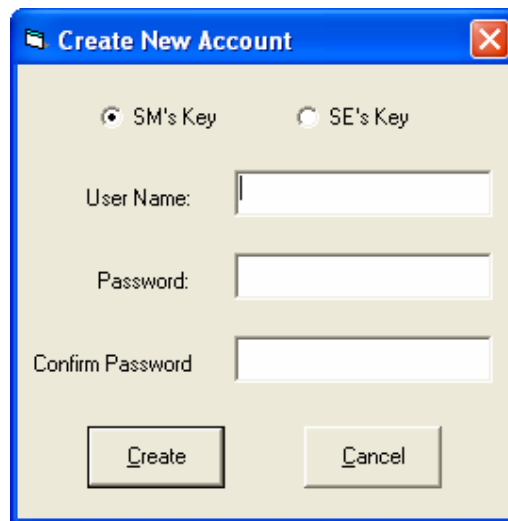 Create New Account
SM's Key SE's Key
User Name:
Password:
Confirm Password
Create Cancel